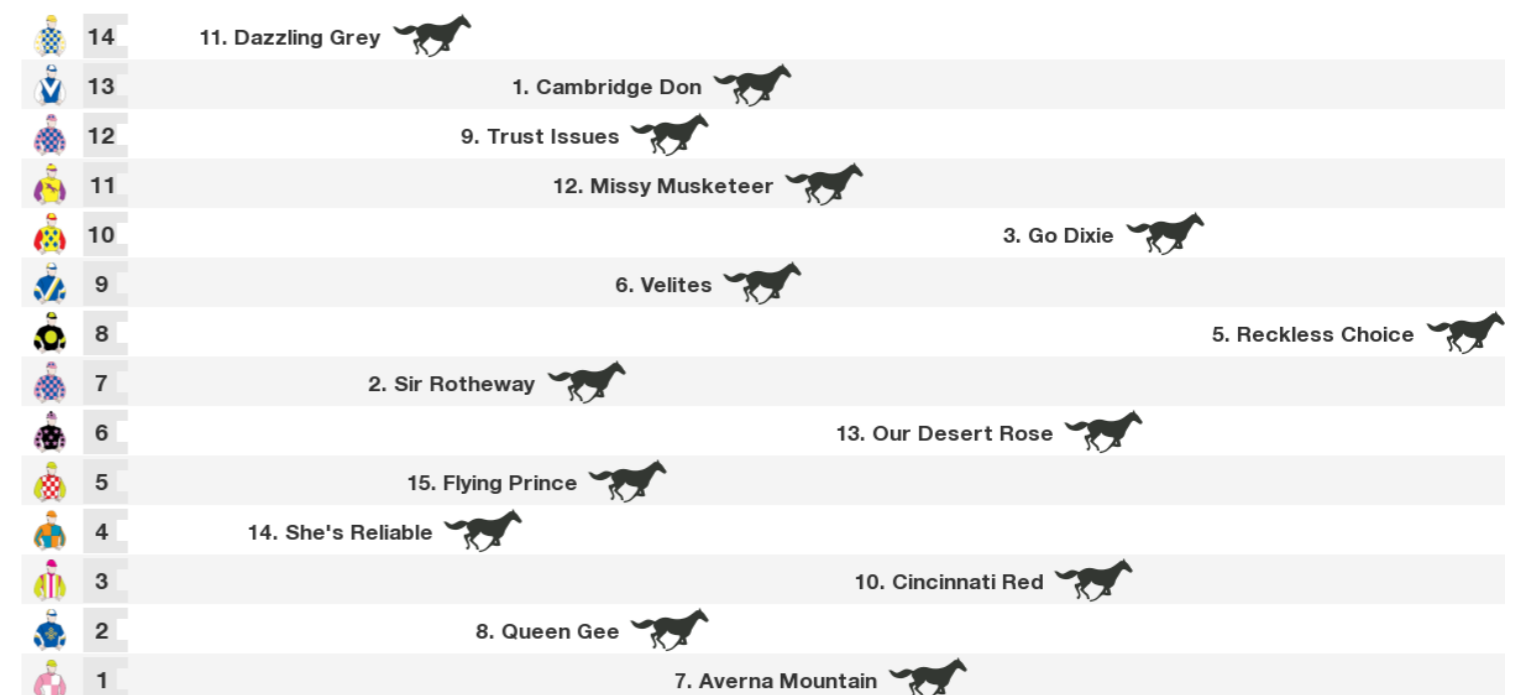 14 11. Dazzling Grey
13 1. Cambridge Don
12 9. Trust Issues
11 12. Missy Musketeer
10 3. Go Dixie
9 6. Velites
8 5. Reckless Choice
7 2. Sir Rotheway
6 13. Our Desert Rose
5 15. Flying Prince
4 14. She's Reliable
3 10. Cincinnati Red
2 8. Queen Gee
1 7. Averna Mountain